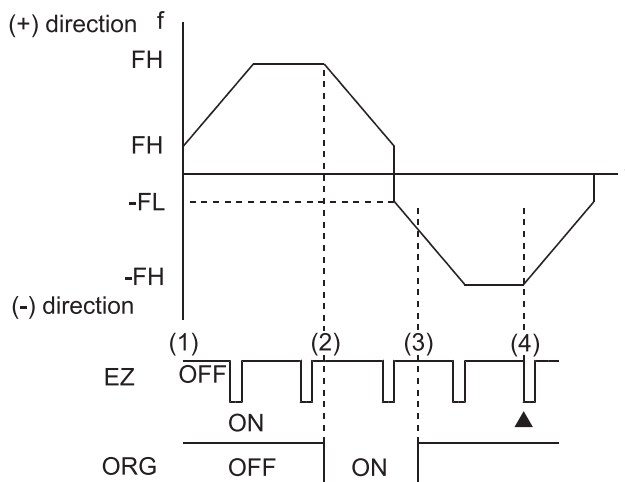 (+) direction f
FH
FH
-FL
-FH
(-) direction
(1) (2) (3) (4)
EZ OFF
ON
ORG OFF ON